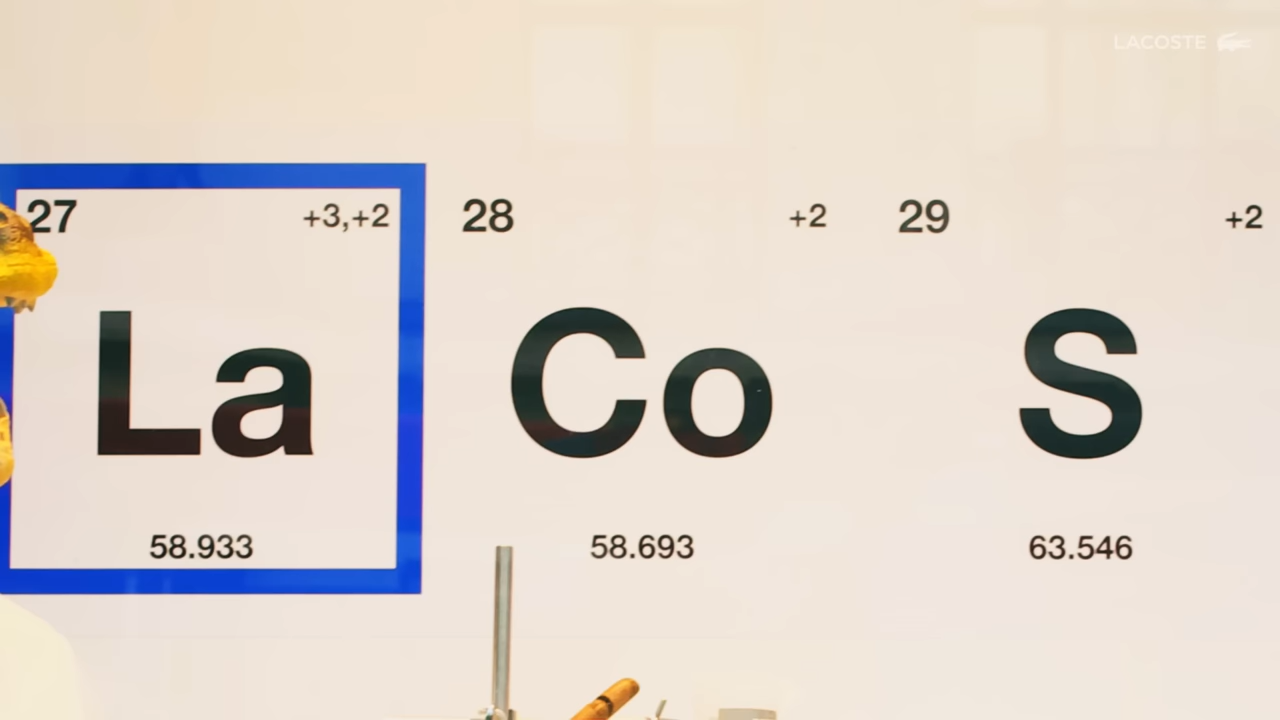 LACOSTE
27 +3,+2 28 +2 29 +2
La Co S
58.933 58.693 63.546